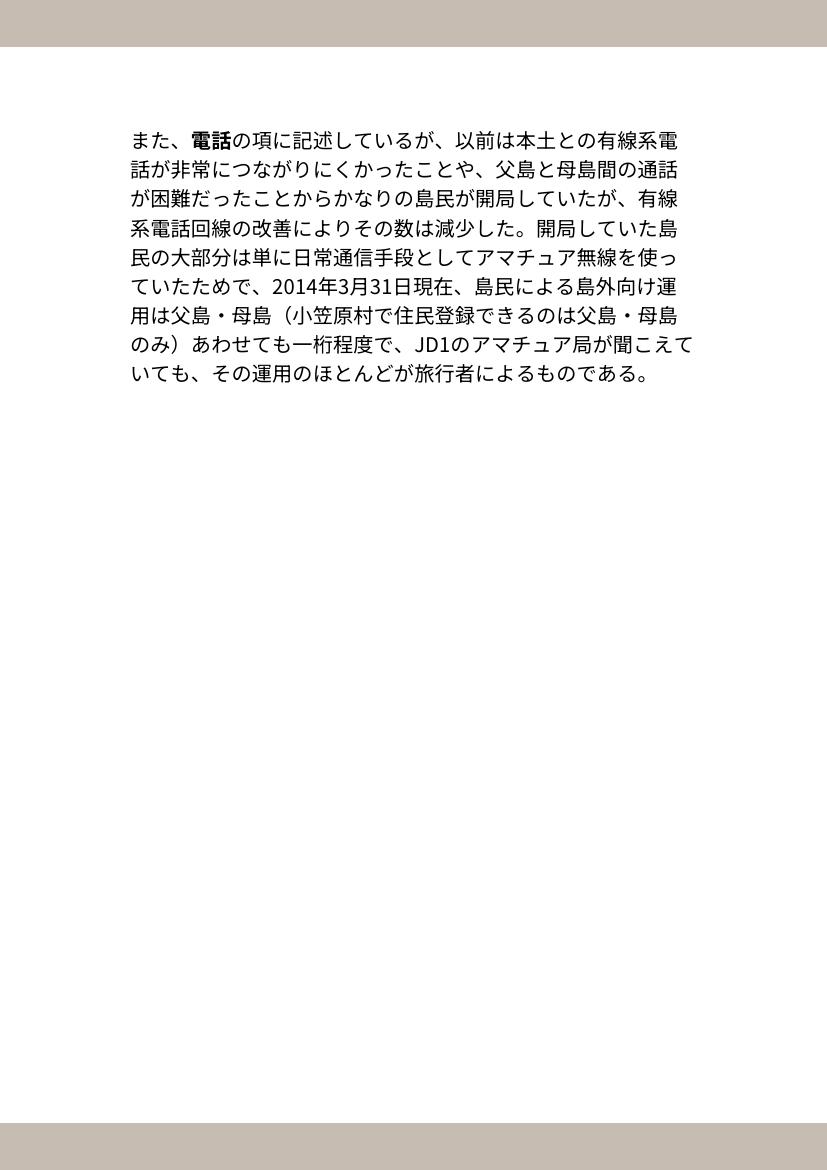 また、電話の項に記述しているが、以前は本土との有線系電
話が非常につながりにくかったことや、父島と母島間の通話
が困難だったことからかなりの島民が開局していたが、有線
系電話回線の改善によりその数は減少した。開局していた島
民の大部分は単に日常通信手段としてアマチュア無線を使っ
ていたためで、2014年3月31日現在、島民による島外向け運
用は父島・母島（小笠原村で住民登録できるのは父島・母島
のみ）あわせても一桁程度で、JD1のアマチュア局が聞こえて
いても、その運用のほとんどが旅行者によるものである。